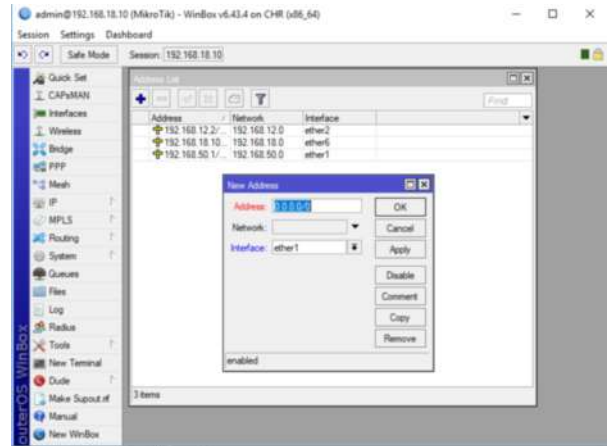 admin@192.168.18.10 (MikroTik) - WinBox v6.43.4 on CHR (x86_64)
Session Settings Dashboard
Safe Mode Session: 192.168.18.10
Quick Set
CAPsMAN
Interfaces
Wireless
Bridge
PPP
Mesh
IP
MPLS
Routing
System
Queues
Files
Log
Radius
Tools
New Terminal
Dude
Make Supout.rif
Manual
New WinBox
outerOS WinBox
Address List
Find
Address Network Interface
192.168.12.2/... 192.168.12.0 ether2
192.168.18.10... 192.168.18.0 ether6
192.168.50.1/... 192.168.50.0 ether1
3 items
New Address
Address: 0.0.0.0/0
Network:
Interface: ether1
OK
Cancel
Apply
Disable
Comment
Copy
Remove
enabled